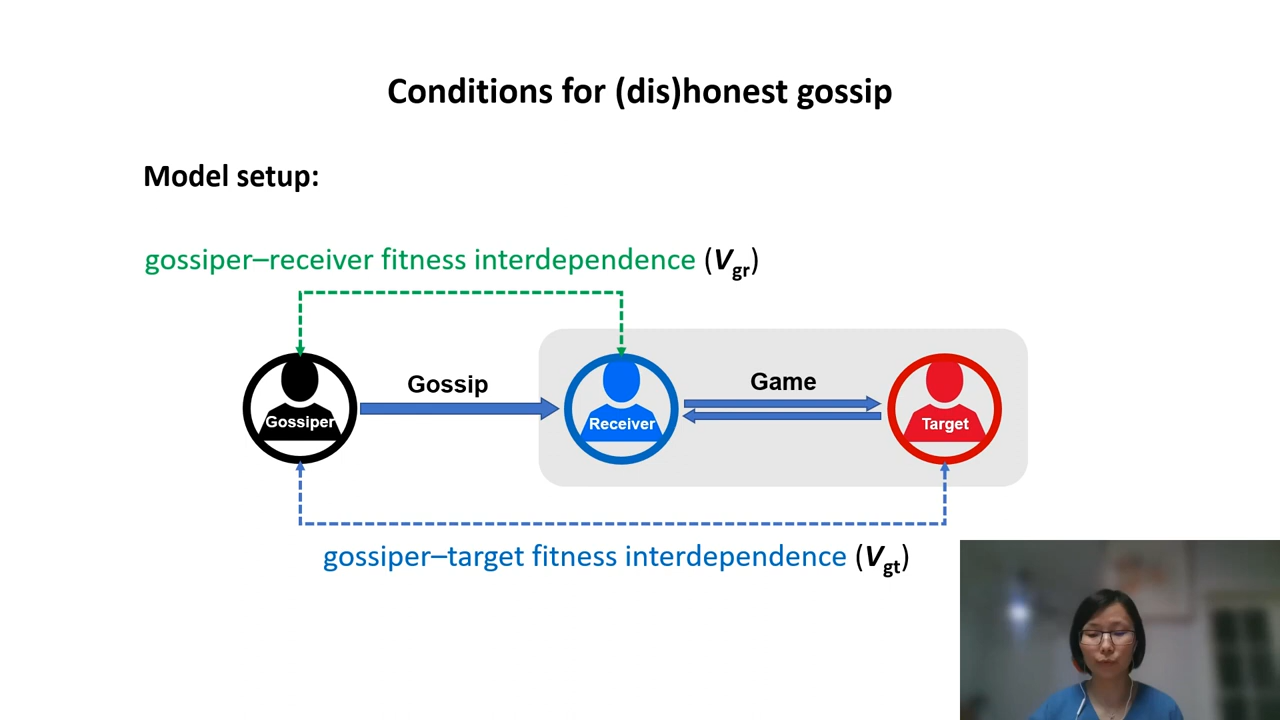 Conditions for (dis)honest gossip
Model setup:
gossiper–receiver fitness interdependence (Vgr)
Gossip
Game
Gossiper
Receiver
Target
gossiper–target fitness interdependence (Vgt)